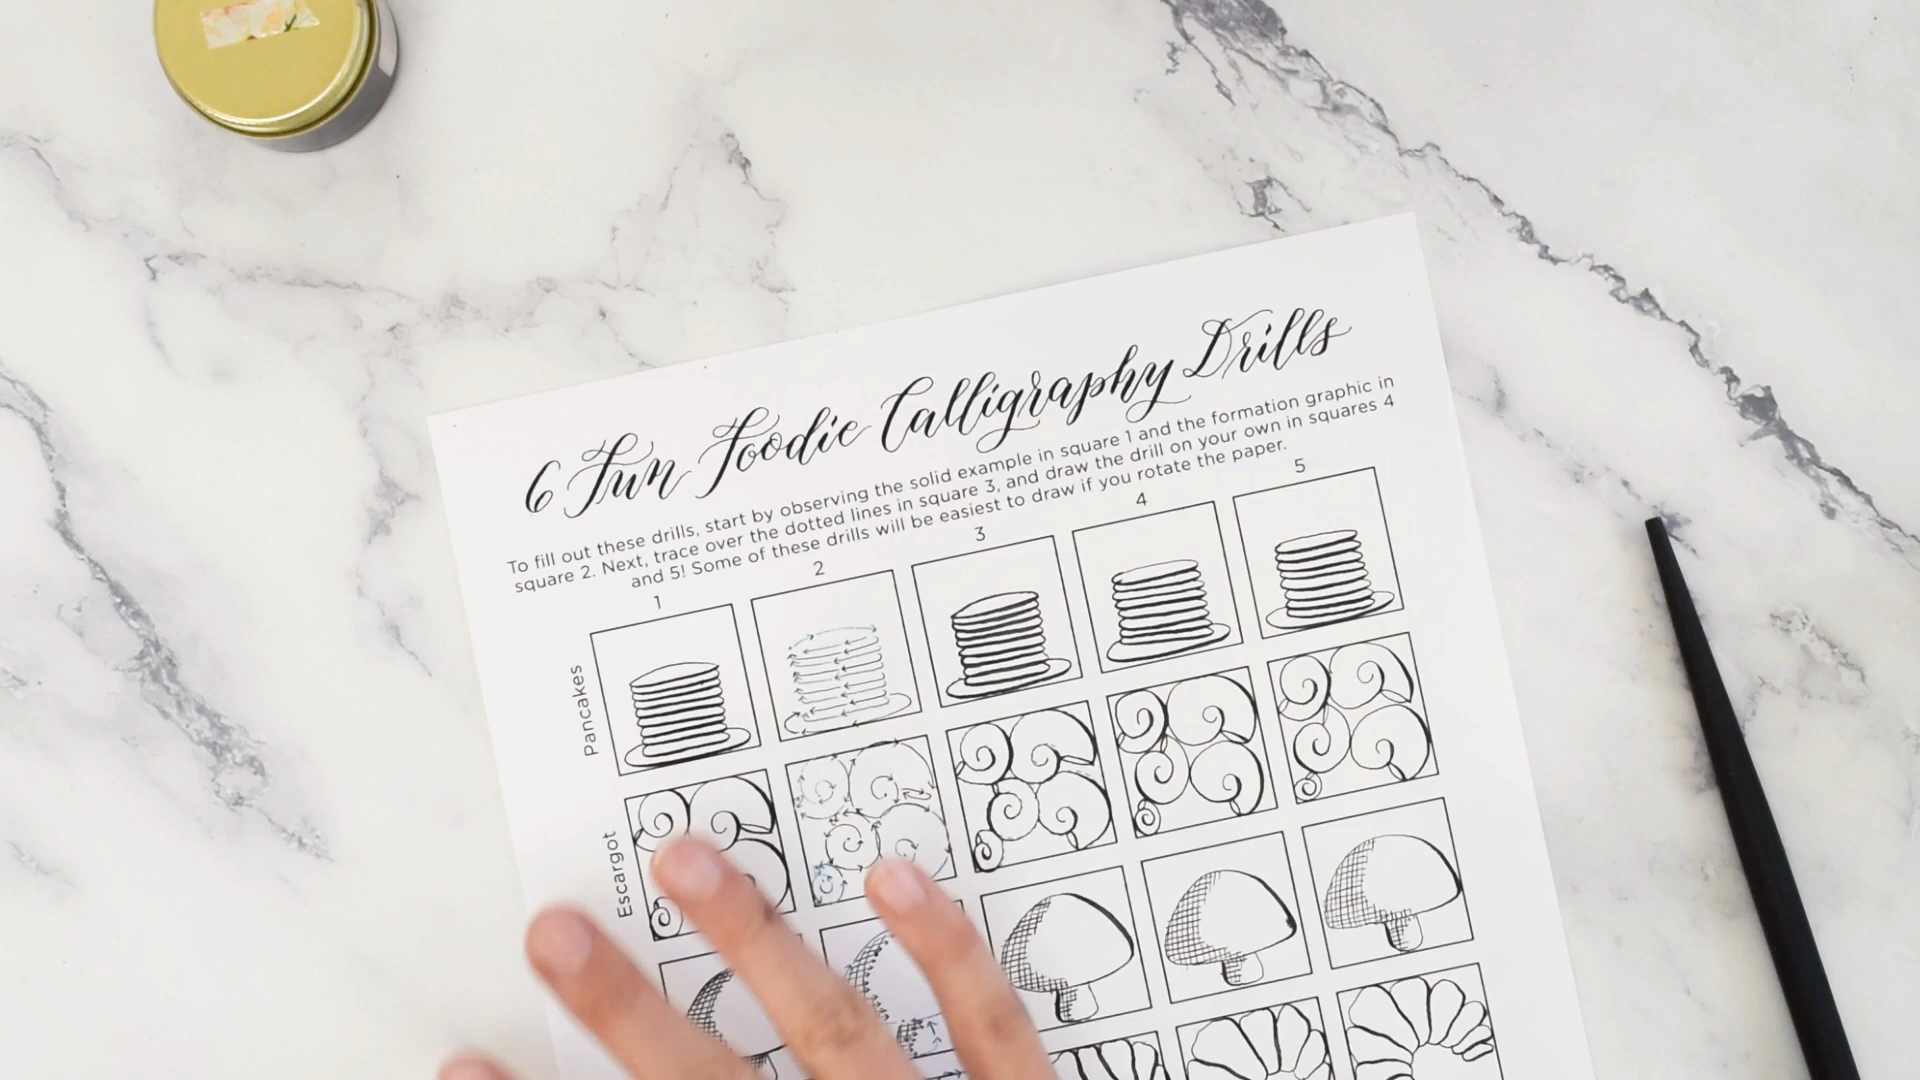 6 Fun Foodie Calligraphy Drills
To fill out these drills, start by observing the solid example in square 1 and the formation graphic in
square 2. Next, trace over the dotted lines in square 3, and draw the drill on your own in squares 4
and 5! Some of these drills will be easiest to draw if you rotate the paper.
1
2
3
4
5
Pancakes
Escargot